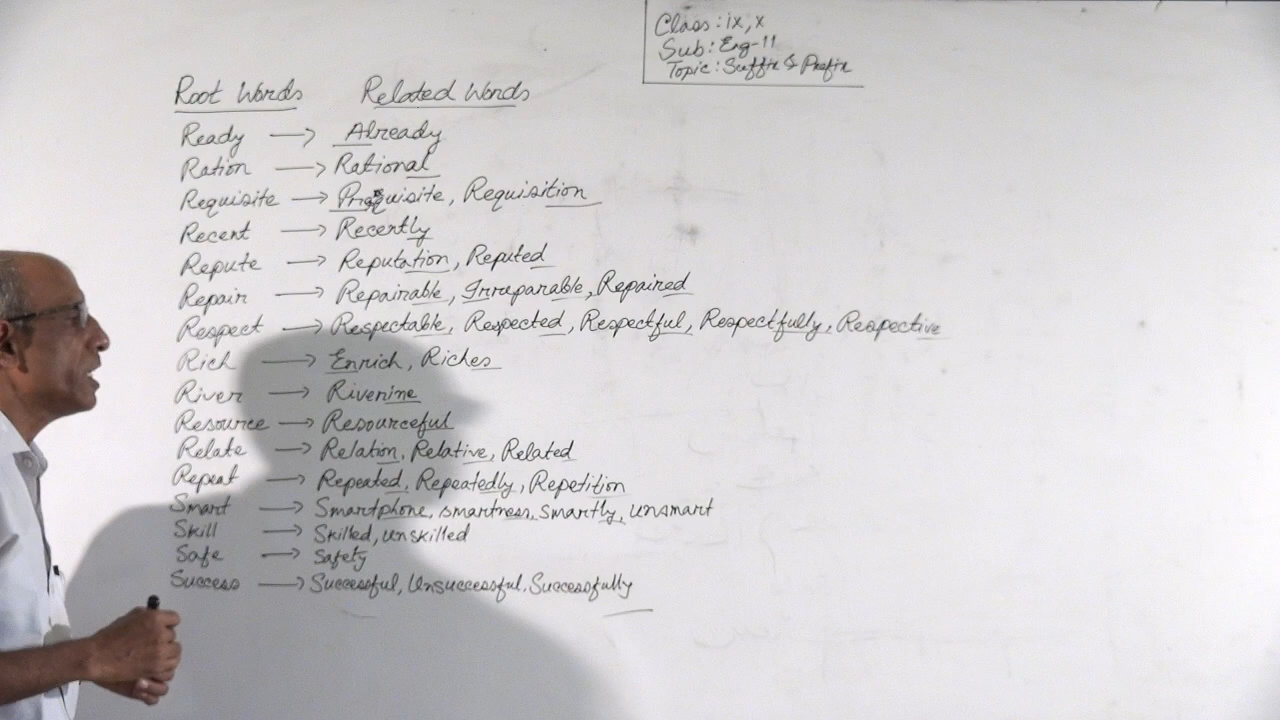 Class: ix, x
Sub: Eng-11
Topic: Suffix & Prefix
Root Words Related Words
Ready → Already
Ration → Rational
Requisite → Prequisite, Requisition
Recent → Recently
Repute → Reputation, Reputed
Repair → Repairable, Irreparable, Repaired
Respect → Respectable, Respected, Respectful, Respectfully, Respective
Rich → Enrich, Riches
River → Riverine
Resource → Resourceful
Relate → Relation, Relative, Related
Repeat → Repeated, Repeatedly, Repetition
Smart → Smartphone, smartness, smartly, unsmart
Skill → Skilled, unskilled
Safe → Safety
Success → Successful, Unsuccessful, Successfully